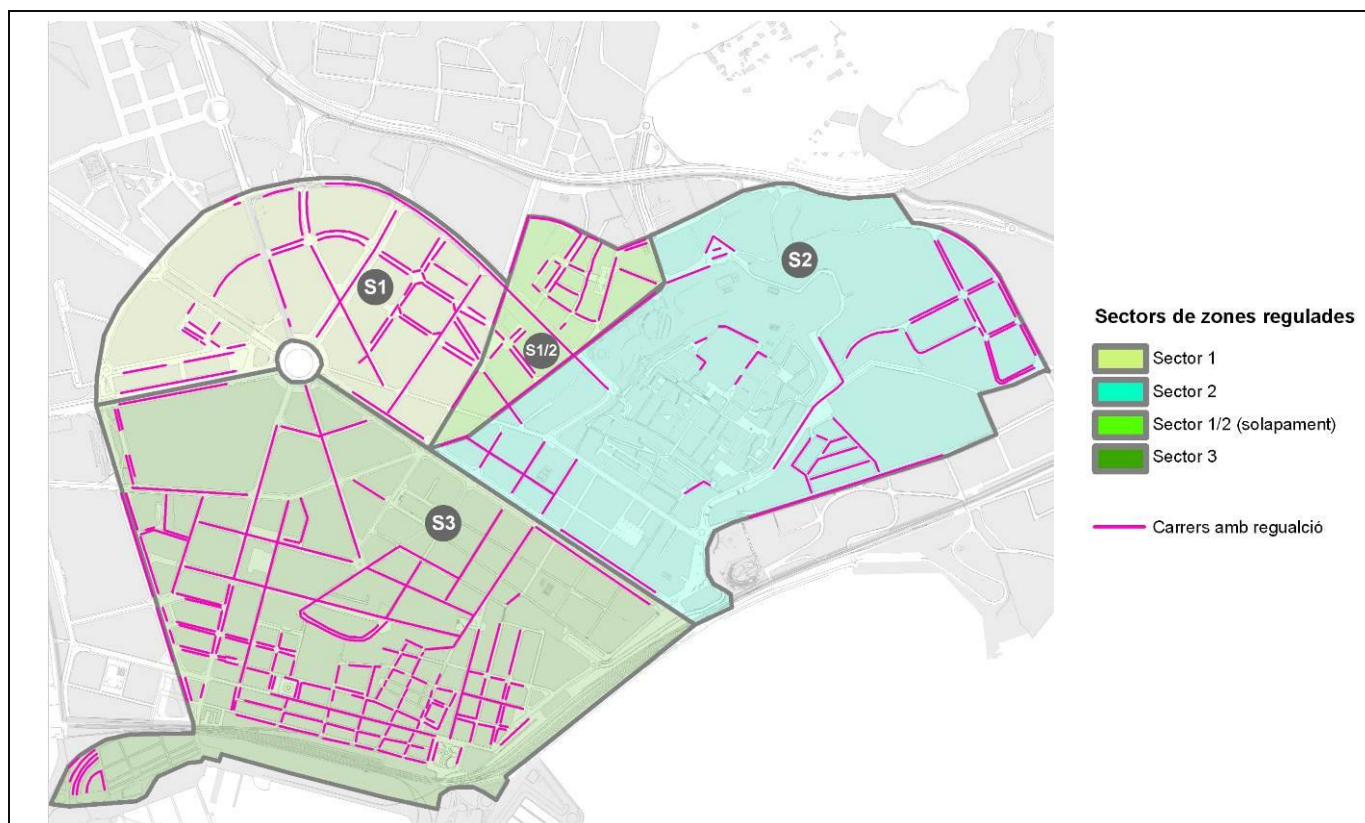 S1
S2
S1/2
S3
Sectors de zones regulades
Sector 1
Sector 2
Sector 1/2 (solapament)
Sector 3
Carrers amb regualció